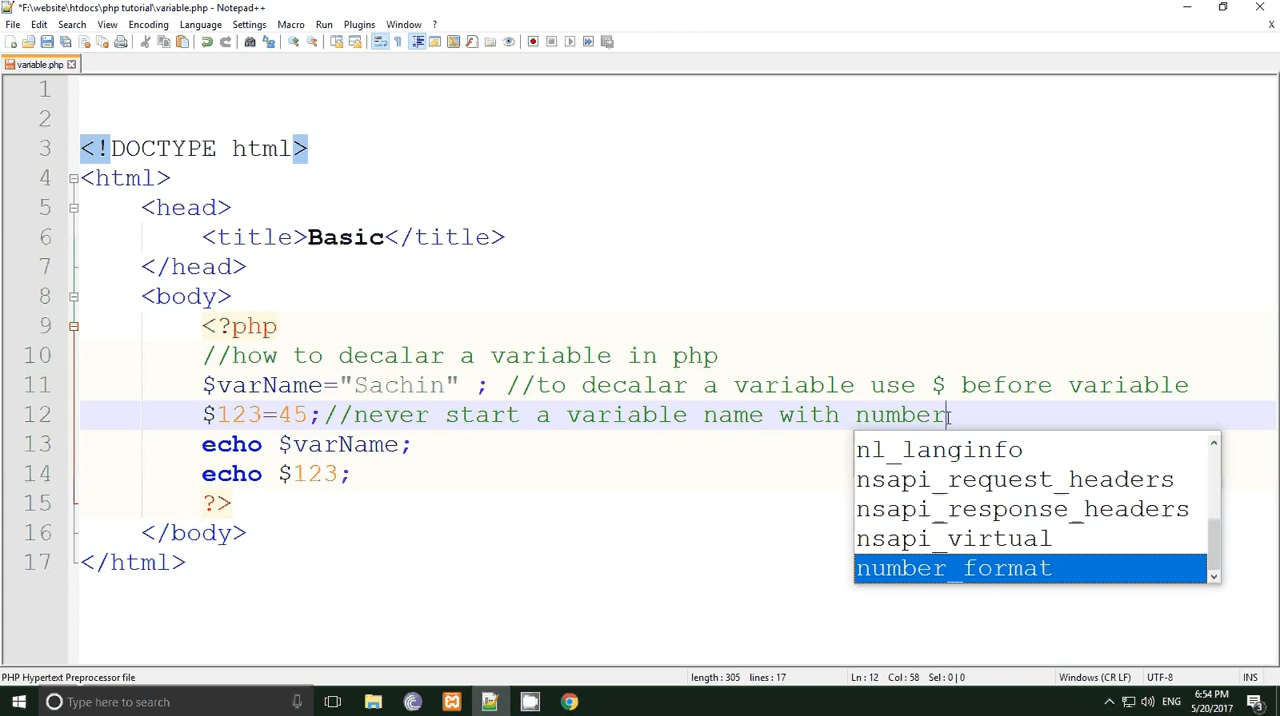 *F:\website\htdocs\php tutorial\variable.php - Notepad++
File Edit Search View Encoding Language Settings Macro Run Plugins Window ? X
variable.php
1
2
3 <!DOCTYPE html>
4 <html>
5 <head>
6 <title>Basic</title>
7 </head>
8 <body>
9 <?php
10 //how to decalar a variable in php
11 $varName="Sachin" ; //to decalar a variable use $ before variable
12 $123=45;//never start a variable name with number
13 echo $varName;
14 echo $123;
15 ?>
16 </body>
17 </html>
nl_langinfo
nsapi_request_headers
nsapi_response_headers
nsapi_virtual
number_format
PHP Hypertext Preprocessor file length : 305 lines : 17 Ln : 12 Col : 58 Sel : 0 | 0 Windows (CR LF) UTF-8 INS
Type here to search ENG 6:54 PM
5/20/2017 3